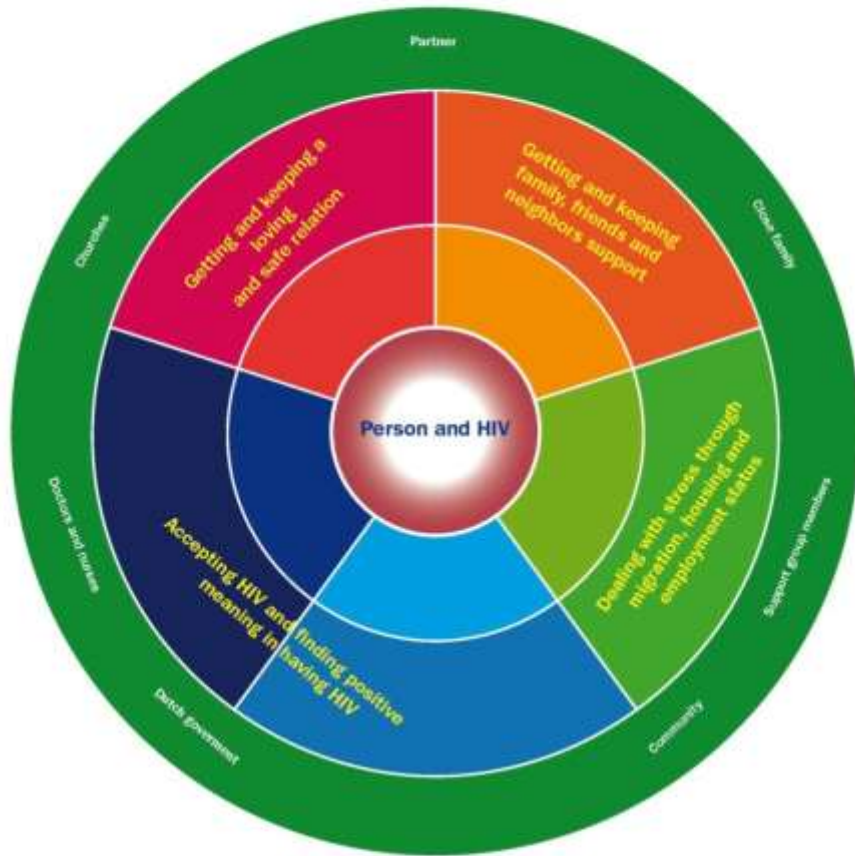 Partner
Getting and keeping a
loving
and safe relation
Getting and keeping
family, friends and
neighbors support
Churches
Close family
Person and HIV
Dealing with stress through
migration, housing and
employment status
Accepting HIV and finding positive
meaning in having HIV
Doctors and nurses
Support group members
Dutch goverment
Community